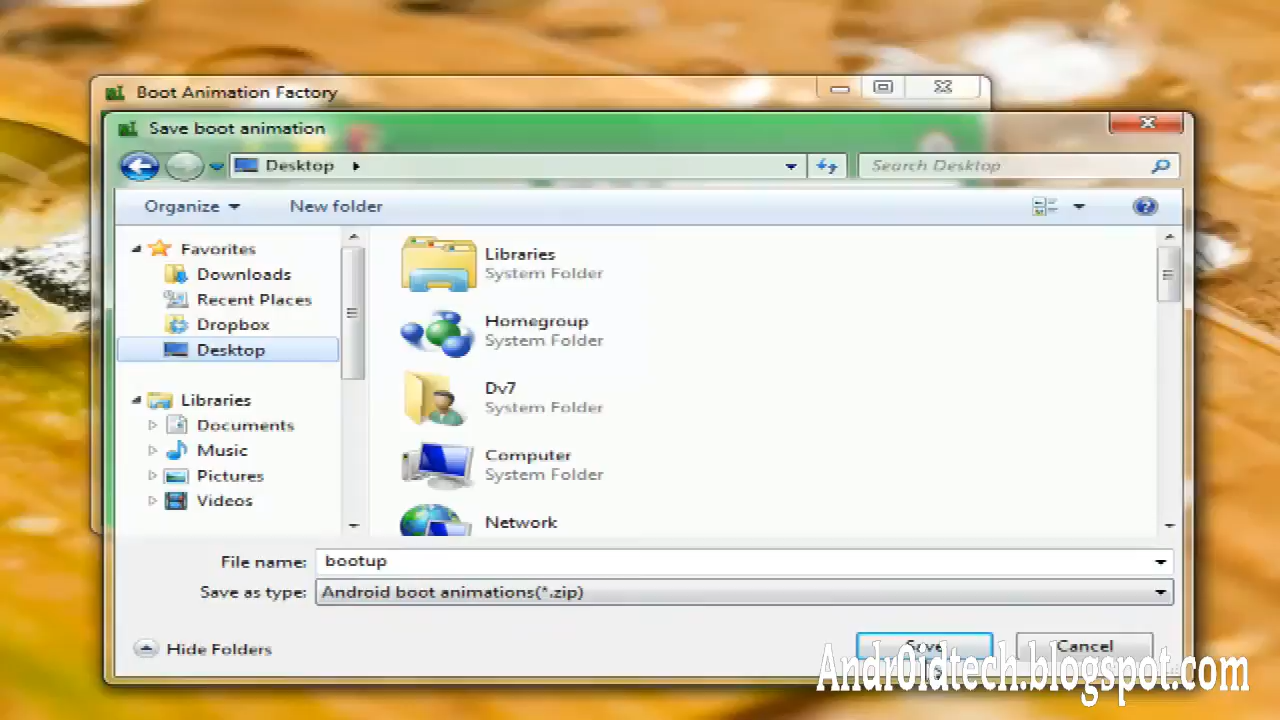 Boot Animation Factory
Save boot animation
Desktop
Search Desktop
Organize
New folder
Favorites
Downloads
Recent Places
Dropbox
Desktop
Libraries
Documents
Music
Pictures
Videos
Libraries
System Folder
Homegroup
System Folder
Dv7
System Folder
Computer
System Folder
Network
File name: bootup
Save as type: Android boot animations(*.zip)
Hide Folders
Save
Cancel
Andr0idtech.blogspot.com